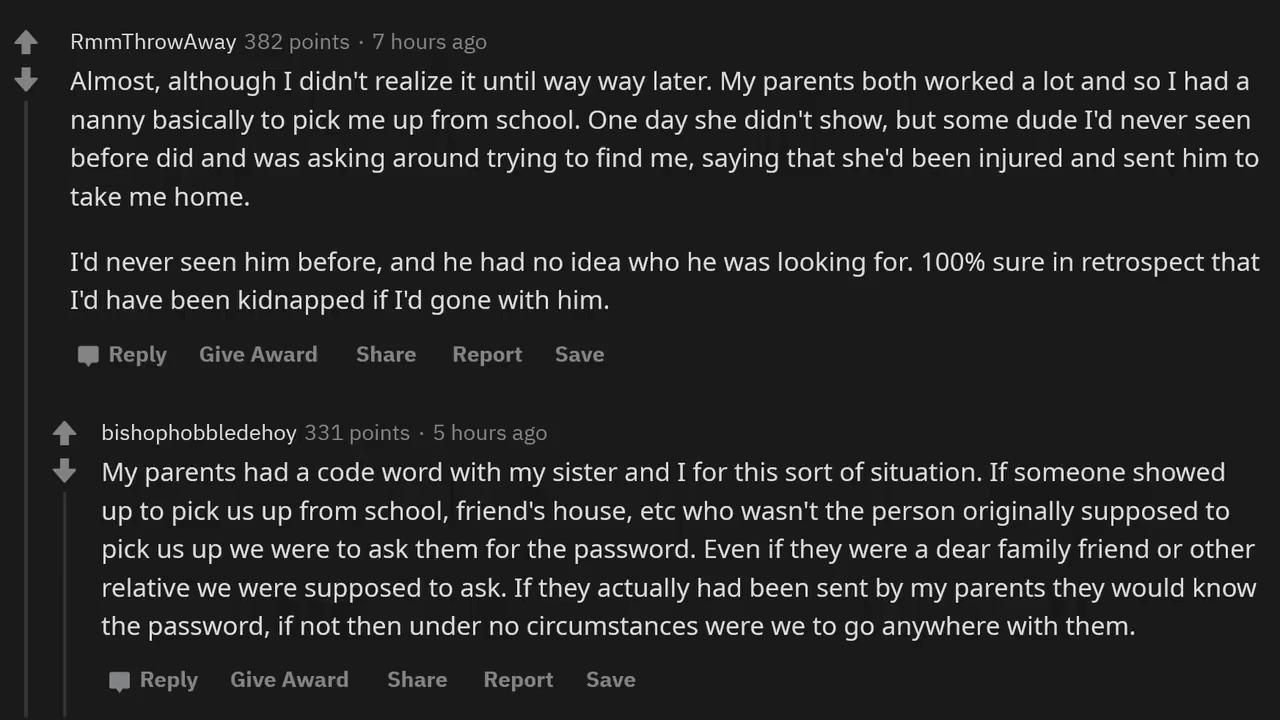 RmmThrowAway 382 points · 7 hours ago
Almost, although I didn't realize it until way way later. My parents both worked a lot and so I had a
nanny basically to pick me up from school. One day she didn't show, but some dude I'd never seen
before did and was asking around trying to find me, saying that she'd been injured and sent him to
take me home.
I'd never seen him before, and he had no idea who he was looking for. 100% sure in retrospect that
I'd have been kidnapped if I'd gone with him.
Reply Give Award Share Report Save
bishophobbledehoy 331 points · 5 hours ago
My parents had a code word with my sister and I for this sort of situation. If someone showed
up to pick us up from school, friend's house, etc who wasn't the person originally supposed to
pick us up we were to ask them for the password. Even if they were a dear family friend or other
relative we were supposed to ask. If they actually had been sent by my parents they would know
the password, if not then under no circumstances were we to go anywhere with them.
Reply Give Award Share Report Save